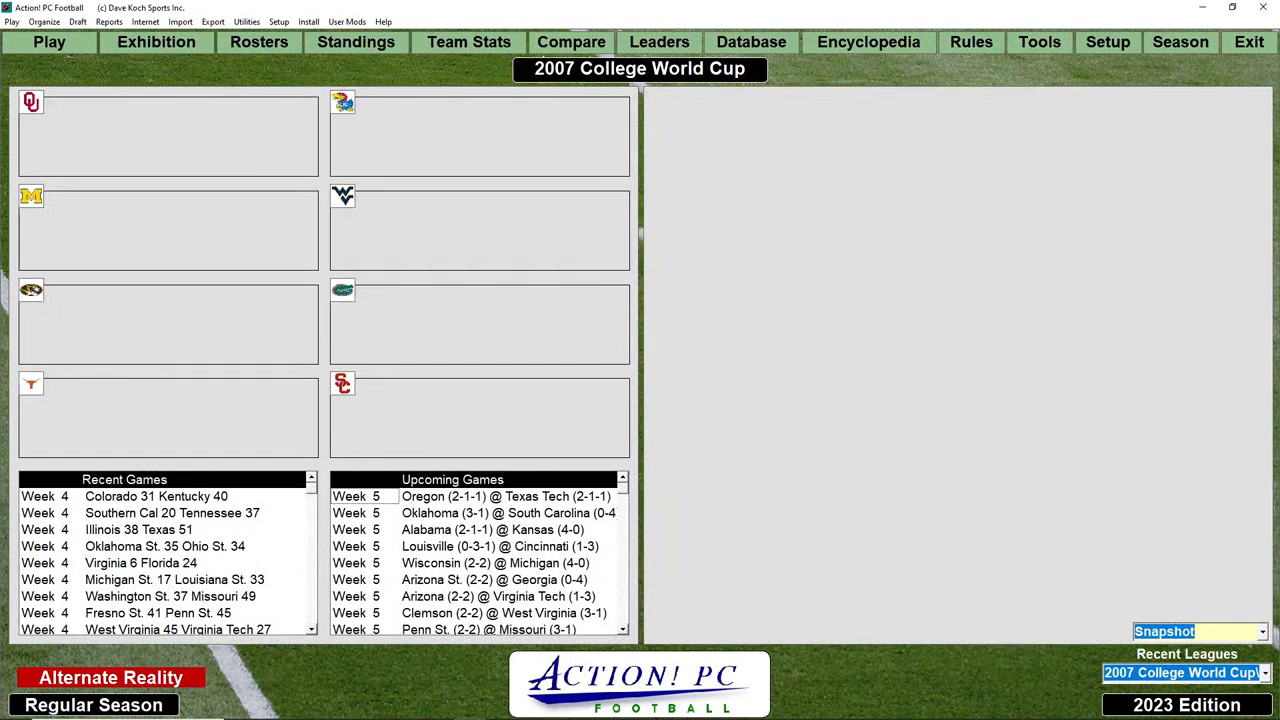 Action! PC Football (c) Dave Koch Sports Inc.
Play Organize Draft Reports Internet Import Export Utilities Setup Install User Mods Help
Play Exhibition Rosters Standings Team Stats Compare Leaders Database Encyclopedia Rules Tools Setup Season Exit
2007 College World Cup
Recent Games
Week 4 Colorado 31 Kentucky 40
Week 4 Southern Cal 20 Tennessee 37
Week 4 Illinois 38 Texas 51
Week 4 Oklahoma St. 35 Ohio St. 34
Week 4 Virginia 6 Florida 24
Week 4 Michigan St. 17 Louisiana St. 33
Week 4 Washington St. 37 Missouri 49
Week 4 Fresno St. 41 Penn St. 45
Week 4 West Virginia 45 Virginia Tech 27
Upcoming Games
Week 5 Oregon (2-1-1) @ Texas Tech (2-1-1)
Week 5 Oklahoma (3-1) @ South Carolina (0-4
Week 5 Alabama (2-1-1) @ Kansas (4-0)
Week 5 Louisville (0-3-1) @ Cincinnati (1-3)
Week 5 Wisconsin (2-2) @ Michigan (4-0)
Week 5 Arizona St. (2-2) @ Georgia (0-4)
Week 5 Arizona (2-2) @ Virginia Tech (1-3)
Week 5 Clemson (2-2) @ West Virginia (3-1)
Week 5 Penn St. (2-2) @ Missouri (3-1)
Snapshot
Recent Leagues
2007 College World Cup\
Alternate Reality
Regular Season
ACTION! PC
FOOTBALL
2023 Edition